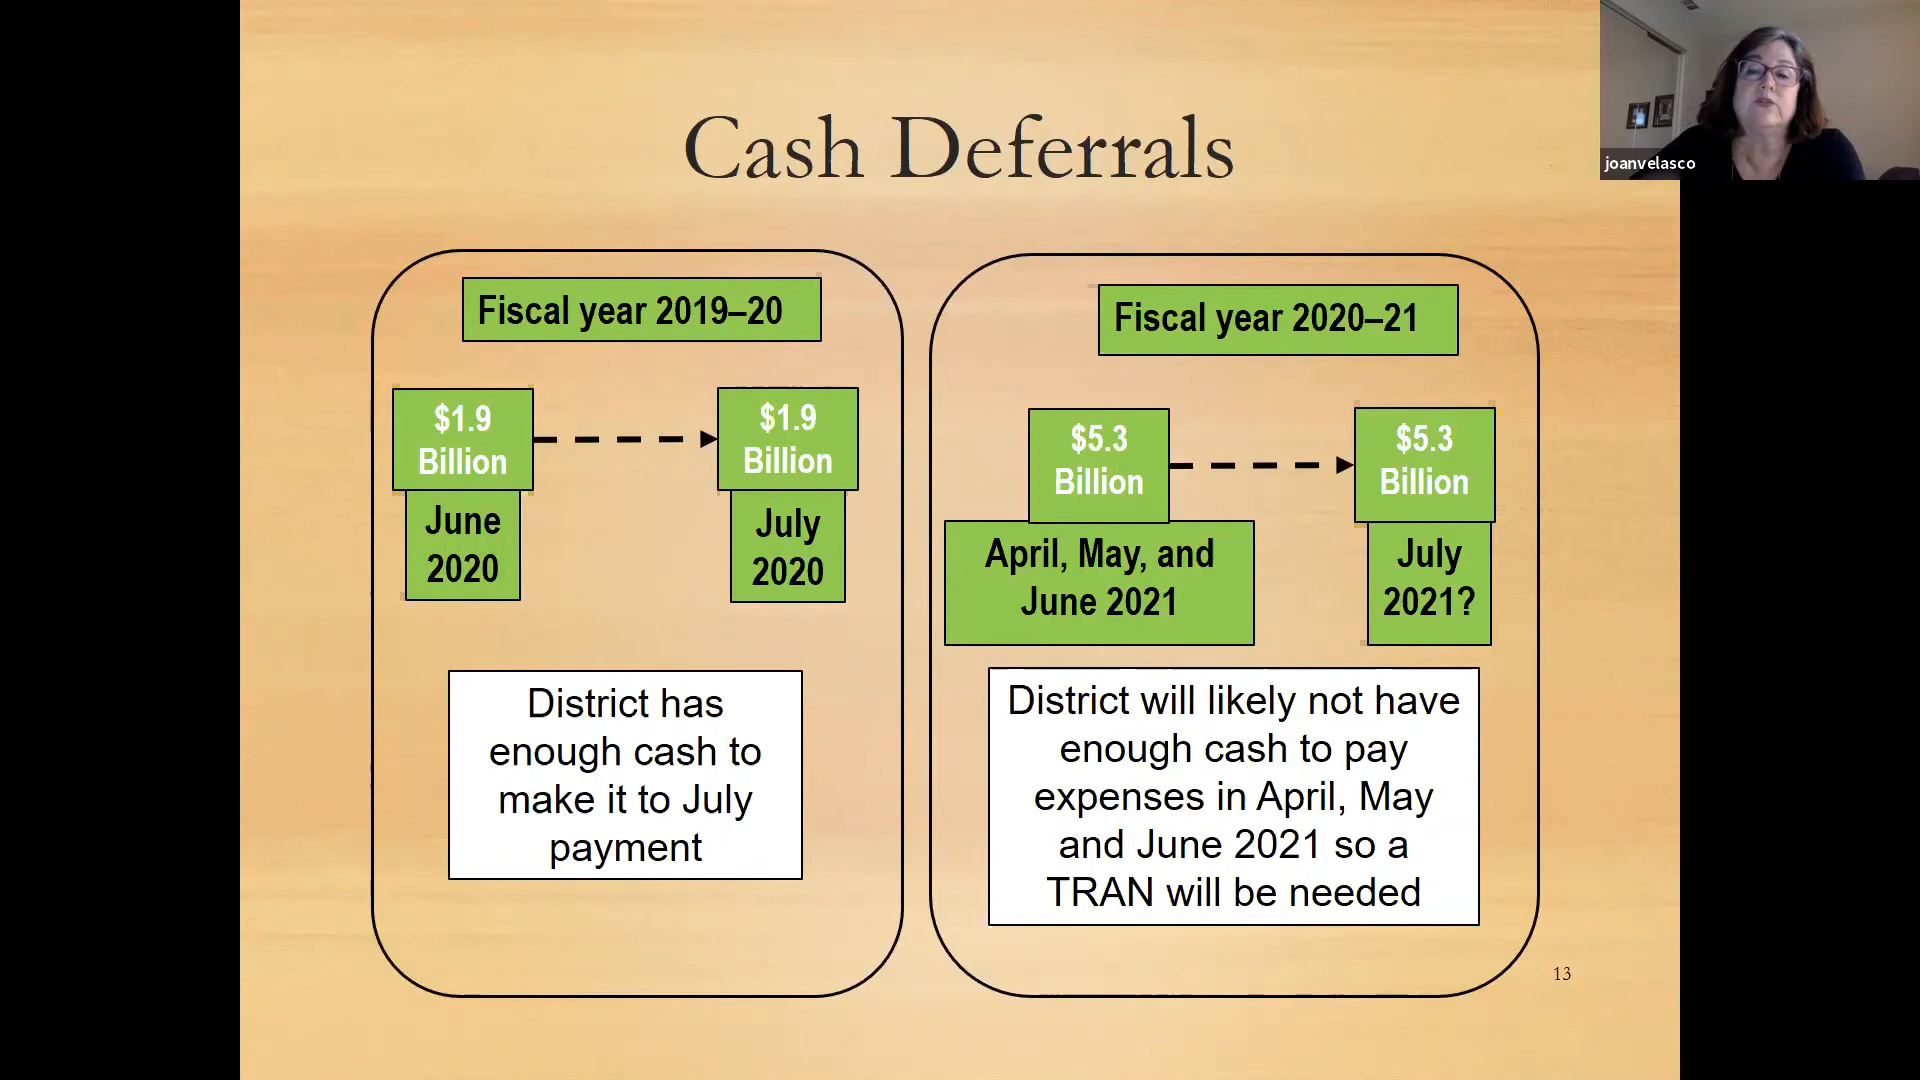 Cash Deferrals
joanvelasco
Fiscal year 2019–20
$1.9
Billion
June
2020
$1.9
Billion
July
2020
District has
enough cash to
make it to July
payment
Fiscal year 2020–21
$5.3
Billion
April, May, and
June 2021
$5.3
Billion
July
2021?
District will likely not have
enough cash to pay
expenses in April, May
and June 2021 so a
TRAN will be needed
13